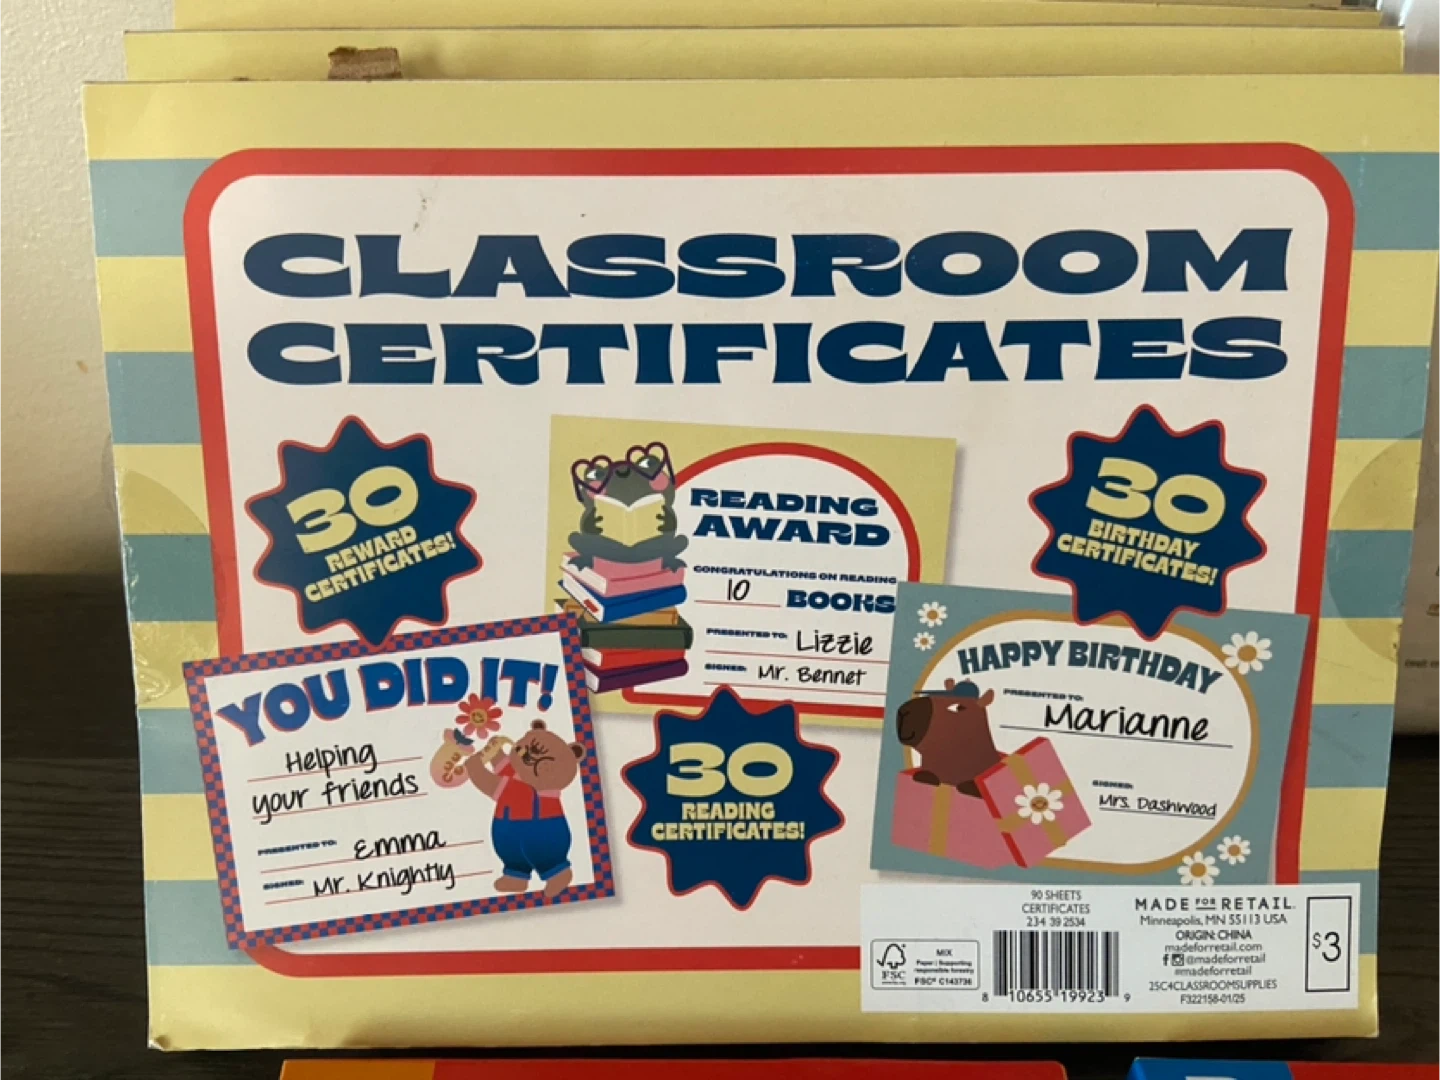 CLASSROOM
CERTIFICATES
30
REWARD
CERTIFICATES!
READING
AWARD
CONGRATULATIONS ON READING
10 BOOKS
PRESENTED TO: Lizzie
SIGNED: Mr. Bennet
30
BIRTHDAY
CERTIFICATES!
YOU DID IT!
Helping
your friends
PRESENTED TO: Emma
SIGNED: Mr. Knightly
30
READING
CERTIFICATES!
HAPPY BIRTHDAY
PRESENTED TO:
Marianne
SIGNED:
Mrs. Dashwood
90 SHEETS
CERTIFICATES
234 39 2534
8 10655 19923 9
FSC
MIX
Paper | Supporting
responsible forestry
FSC® C143736
MADE FOR RETAIL.
Minneapolis, MN 55113 USA
ORIGIN: CHINA
madeforretail.com
@madeforretail
#madeforretail
25C4CLASSROOMSUPPLIES
F322158-01/25
$3